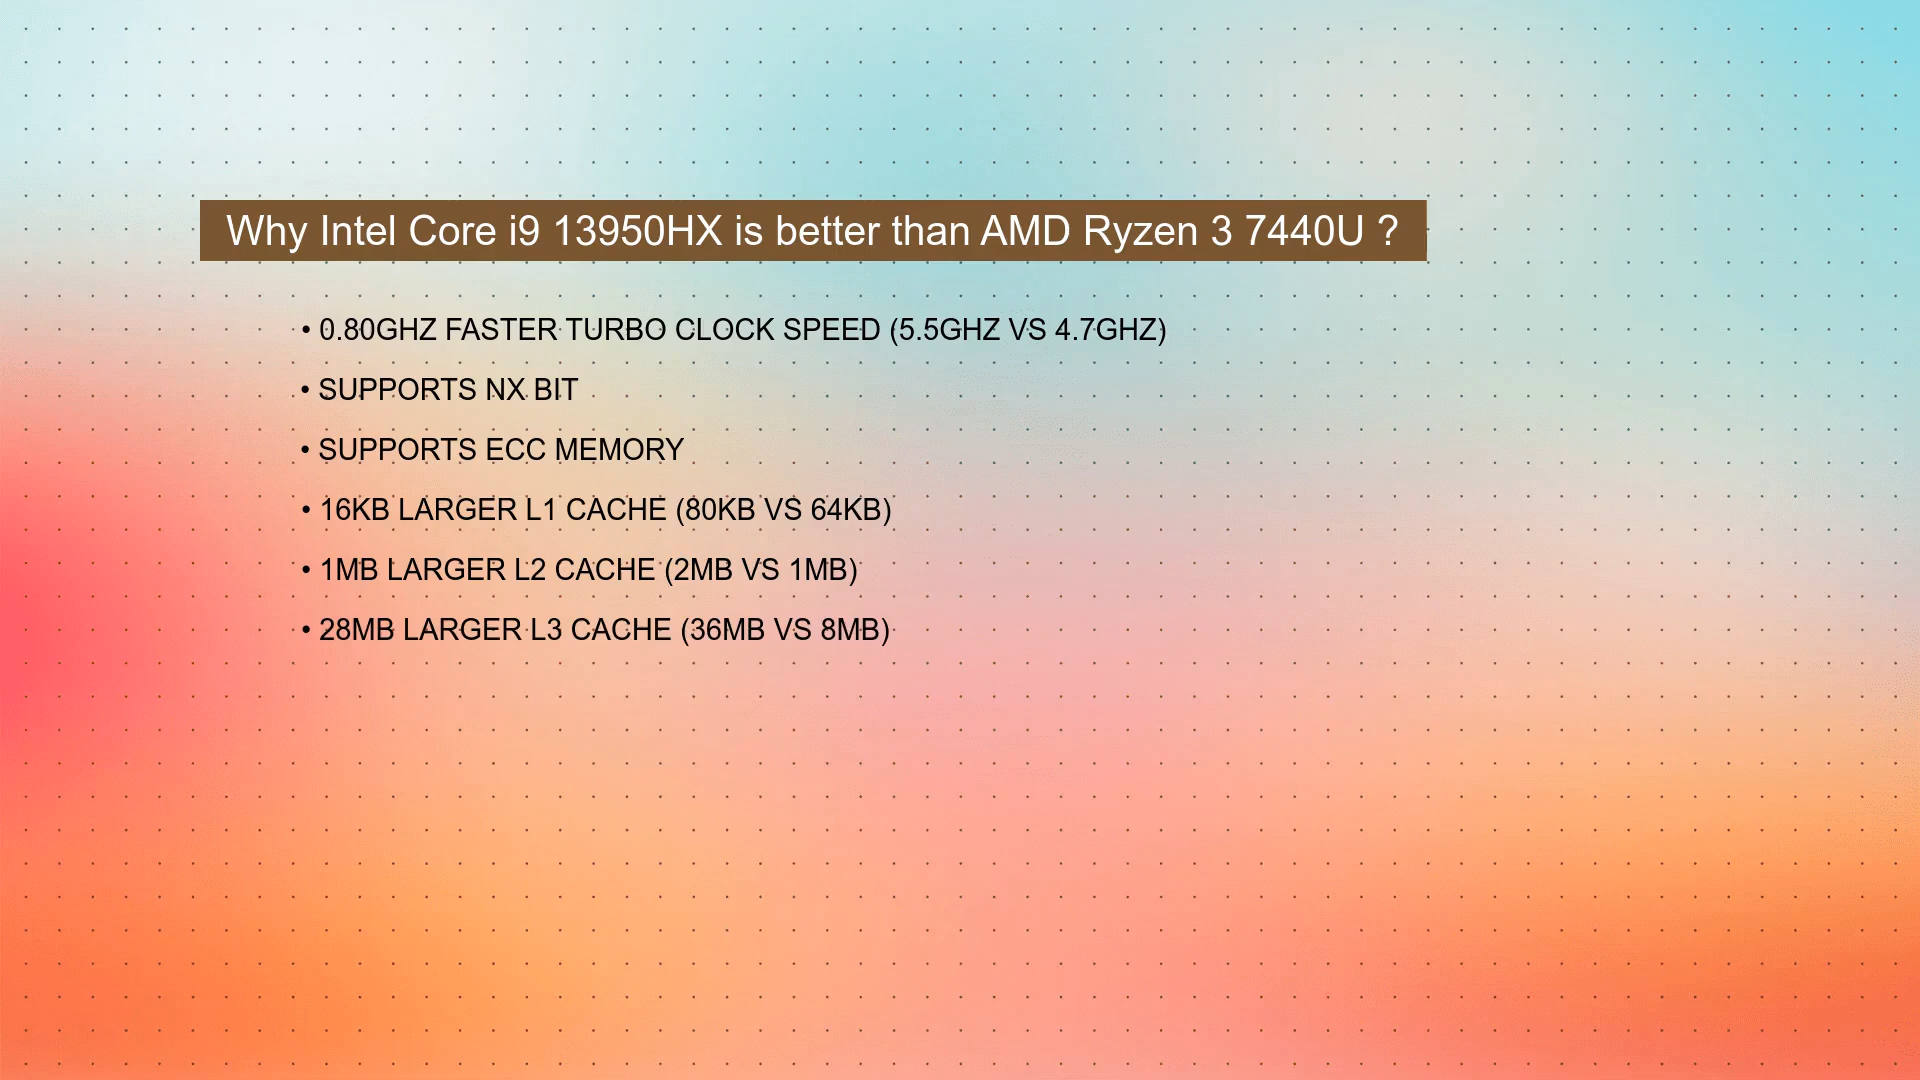 Why Intel Core i9 13950HX is better than AMD Ryzen 3 7440U ?
• 0.80GHZ FASTER TURBO CLOCK SPEED (5.5GHZ VS 4.7GHZ)
• SUPPORTS NX BIT
• SUPPORTS ECC MEMORY
• 16KB LARGER L1 CACHE (80KB VS 64KB)
• 1MB LARGER L2 CACHE (2MB VS 1MB)
• 28MB LARGER L3 CACHE (36MB VS 8MB)